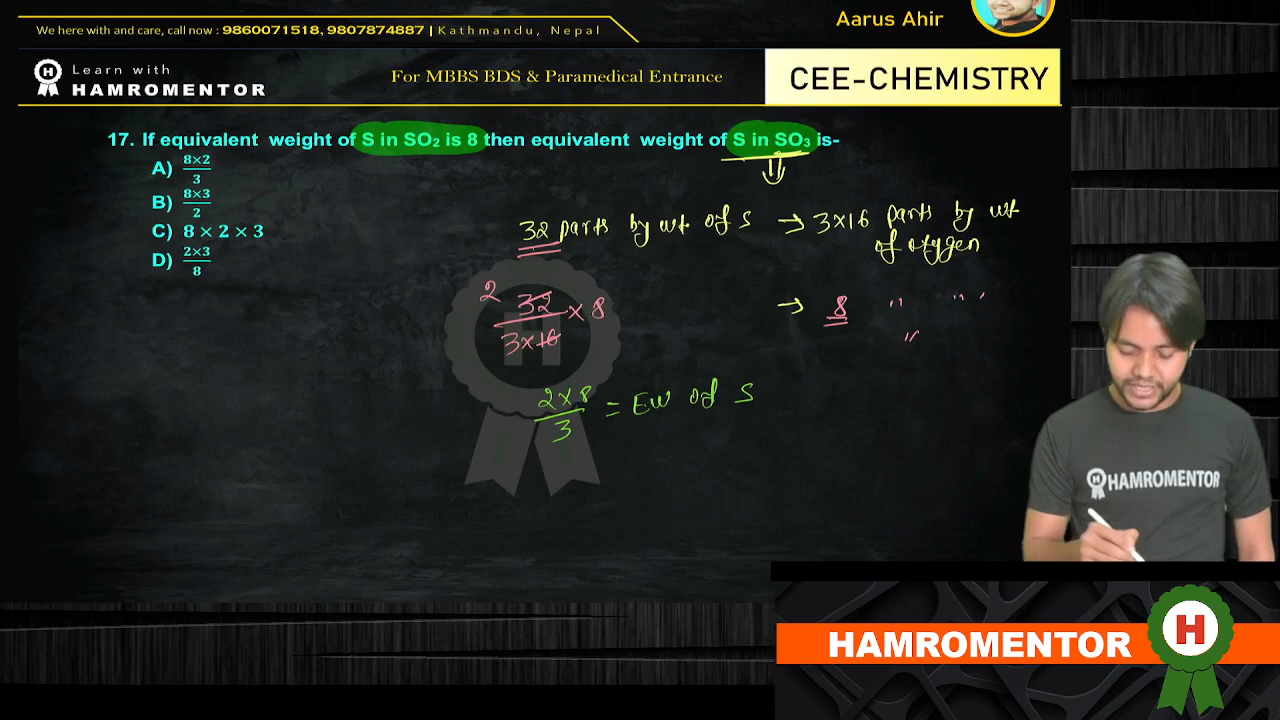 Aarus Ahir
We here with and care, call now : 9860071518, 9807874887 | Kathmandu, Nepal
H Learn with
HAMROMENTOR
For MBBS BDS & Paramedical Entrance
CEE-CHEMISTRY
17. If equivalent weight of S in SO₂ is 8 then equivalent weight of S in SO₃ is-
A) 8×2/3
B) 8×3/2
C) 8 × 2 × 3
D) 2×3/8
32 parts by wt. of S → 3×16 parts by wt
of oxygen
2 32/3×16 × 8 → 8 " " "
"
2×8/3 = EW of S
H
HAMROMENTOR
HAMROMENTOR H